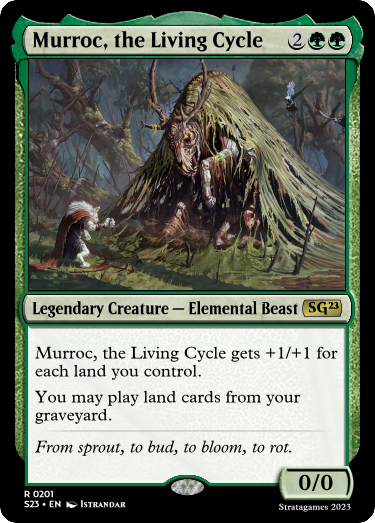 Murroc, the Living Cycle 2
Legendary Creature — Elemental Beast SG23
Murroc, the Living Cycle gets +1/+1 for
each land you control.
You may play land cards from your
graveyard.
From sprout, to bud, to bloom, to rot.
0/0
R 0201
S23 • EN Istrandar
Stratagames 2023